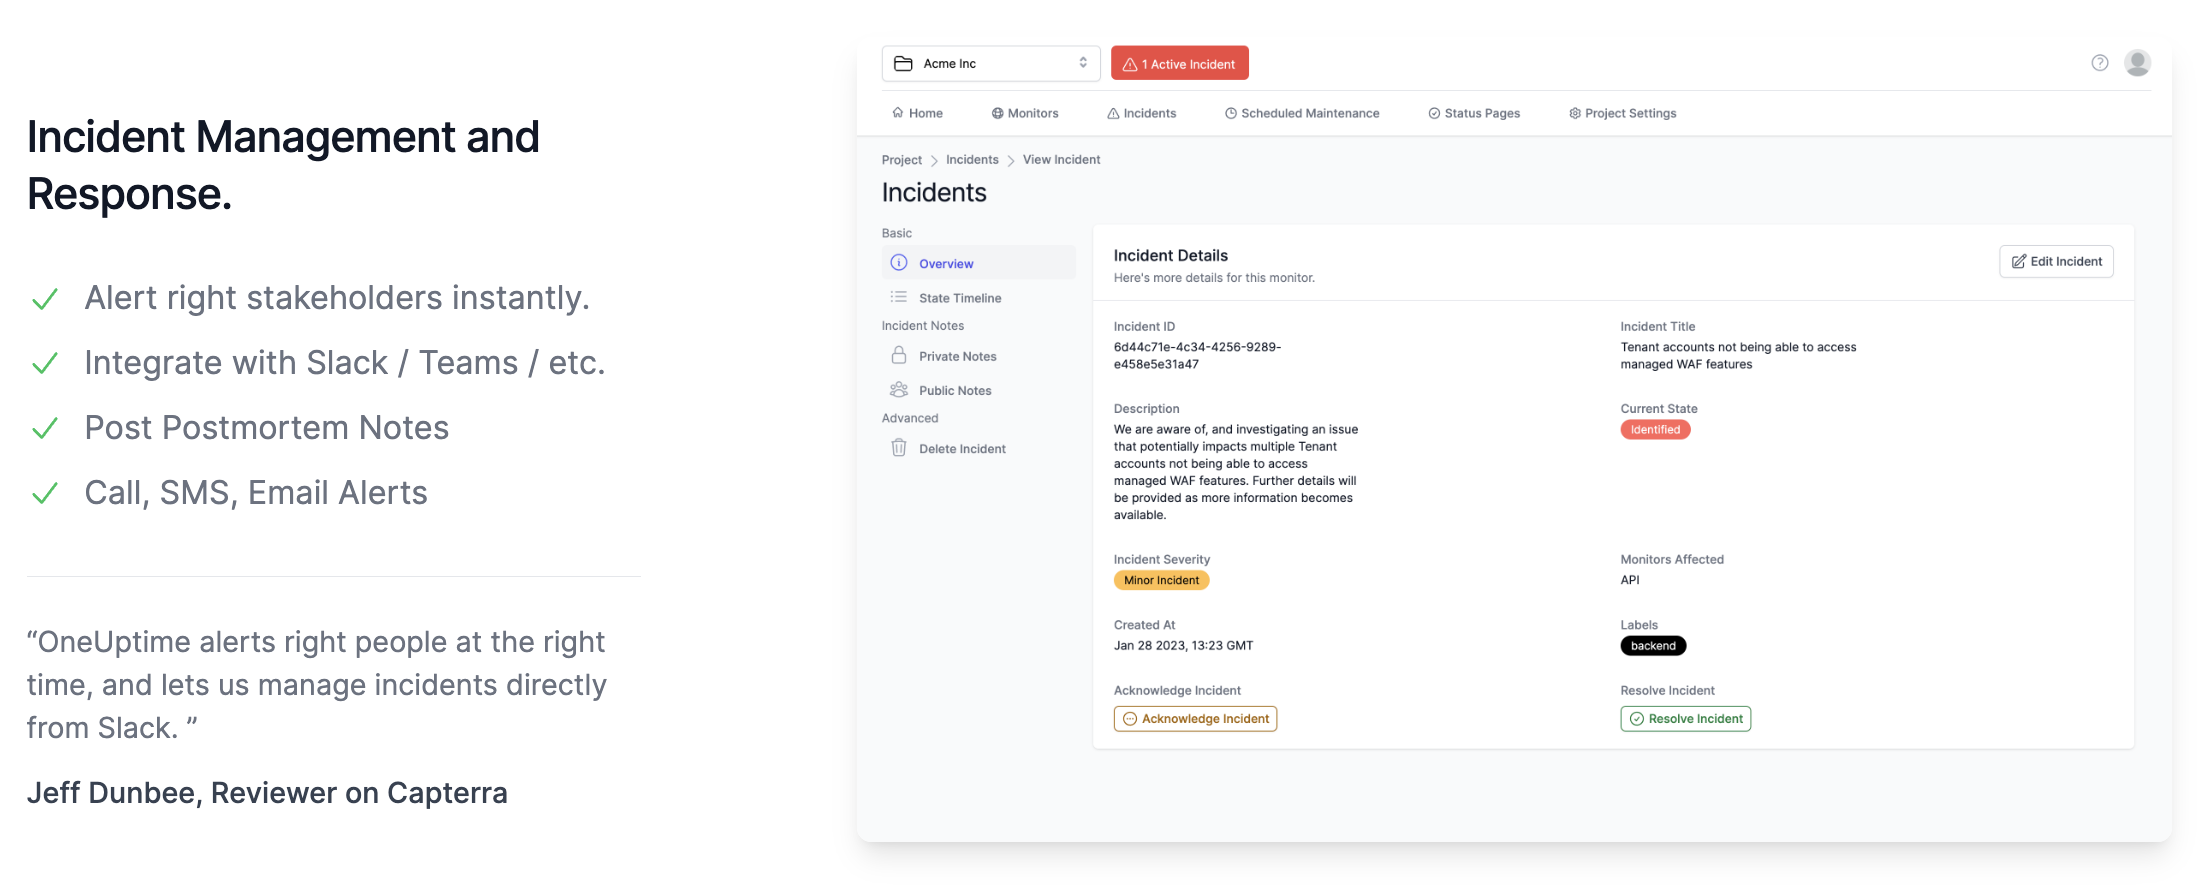 Incident Management and
Response.
Alert right stakeholders instantly.
Integrate with Slack / Teams / etc.
Post Postmortem Notes
Call, SMS, Email Alerts
“OneUptime alerts right people at the right
time, and lets us manage incidents directly
from Slack. ”
Jeff Dunbee, Reviewer on Capterra
Acme Inc
1 Active Incident
Home
Monitors
Incidents
Scheduled Maintenance
Status Pages
Project Settings
Project
Incidents
View Incident
Incidents
Basic
Overview
State Timeline
Incident Notes
Private Notes
Public Notes
Advanced
Delete Incident
Incident Details
Here's more details for this monitor.
Edit Incident
Incident ID
6d44c71e-4c34-4256-9289-
e458e5e31a47
Incident Title
Tenant accounts not being able to access
managed WAF features
Description
We are aware of, and investigating an issue
that potentially impacts multiple Tenant
accounts not being able to access
managed WAF features. Further details will
be provided as more information becomes
available.
Current State
Identified
Incident Severity
Minor Incident
Monitors Affected
API
Created At
Jan 28 2023, 13:23 GMT
Labels
backend
Acknowledge Incident
Acknowledge Incident
Resolve Incident
Resolve Incident